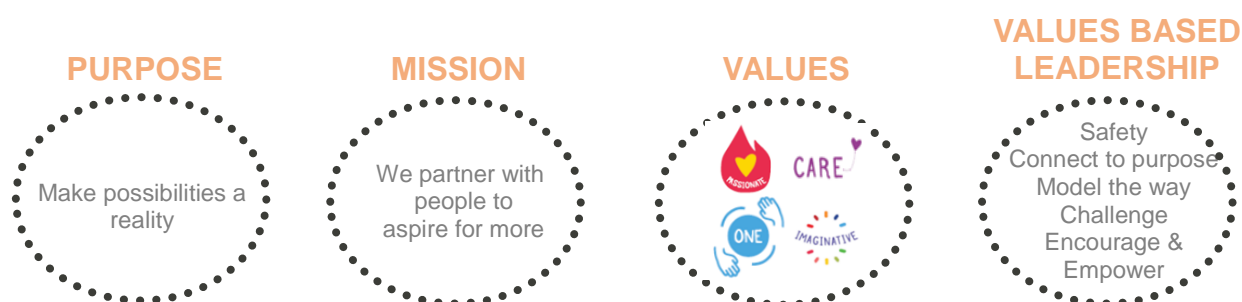 PURPOSE
Make possibilities a
reality
MISSION
We partner with
people to
aspire for more
VALUES
PASSIONATE
CARE
ONE
IMAGINATIVE
VALUES BASED
LEADERSHIP
Safety
Connect to purpose
Model the way
Challenge
Encourage &
Empower